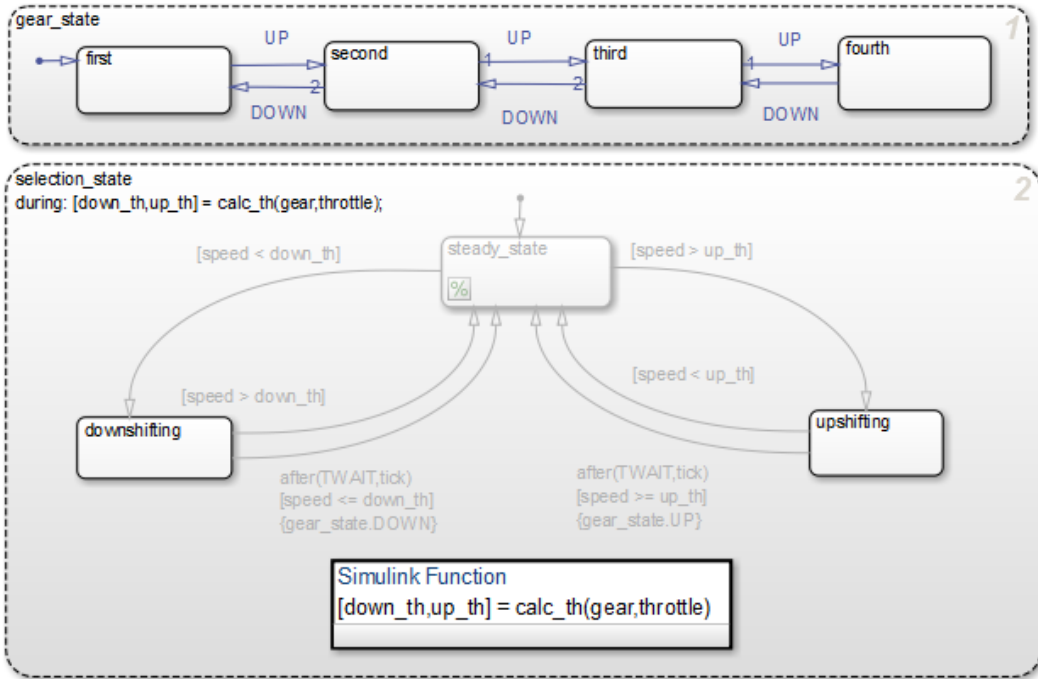 gear_state
1
UP
UP
UP
first
second
third
fourth
1
1
2
2
DOWN
DOWN
DOWN
selection_state
2
during: [down_th,up_th] = calc_th(gear,throttle);
[speed < down_th]
steady_state
[speed > up_th]
%
[speed > down_th]
[speed < up_th]
downshifting
upshifting
after(TWAIT,tick)
[speed <= down_th]
{gear_state.DOWN}
after(TWAIT,tick)
[speed >= up_th]
{gear_state.UP}
Simulink Function
[down_th,up_th] = calc_th(gear,throttle)